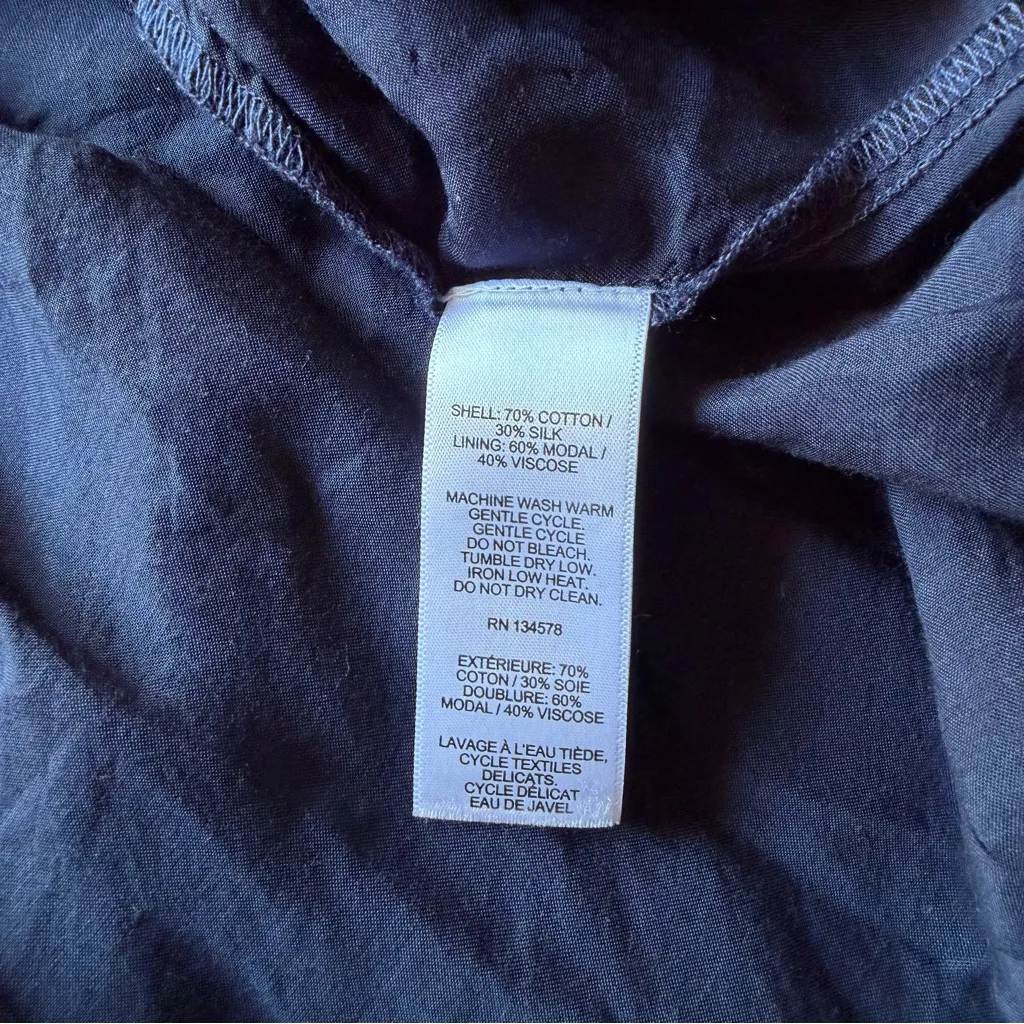 SHELL: 70% COTTON /
30% SILK
LINING: 60% MODAL /
40% VISCOSE
MACHINE WASH WARM
GENTLE CYCLE.
GENTLE CYCLE
DO NOT BLEACH.
TUMBLE DRY LOW.
IRON LOW HEAT.
DO NOT DRY CLEAN.
RN 134578
EXTÉRIEURE: 70%
COTON / 30% SOIE
DOUBLURE: 60%
MODAL / 40% VISCOSE
LAVAGE À L'EAU TIÈDE,
CYCLE TEXTILES
DELICATS.
CYCLE DÉLICAT
EAU DE JAVEL